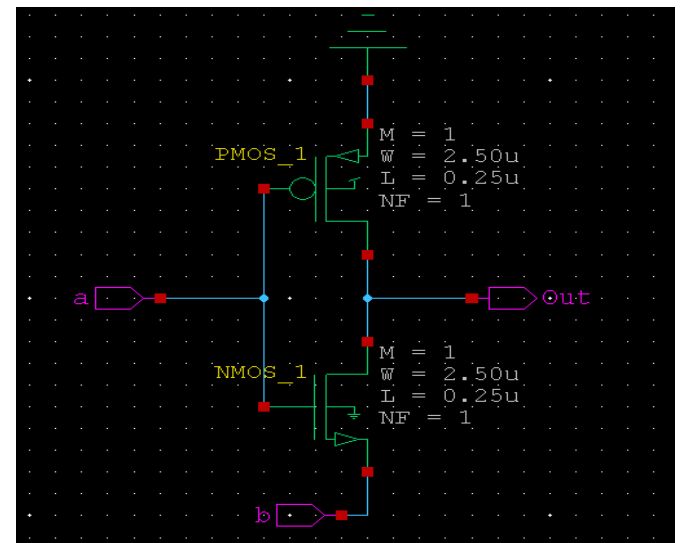 M = 1
PMOS_1
W = 2.50u
L = 0.25u
NF = 1
a
Out
M = 1
NMOS_1
W = 2.50u
L = 0.25u
NF = 1
b